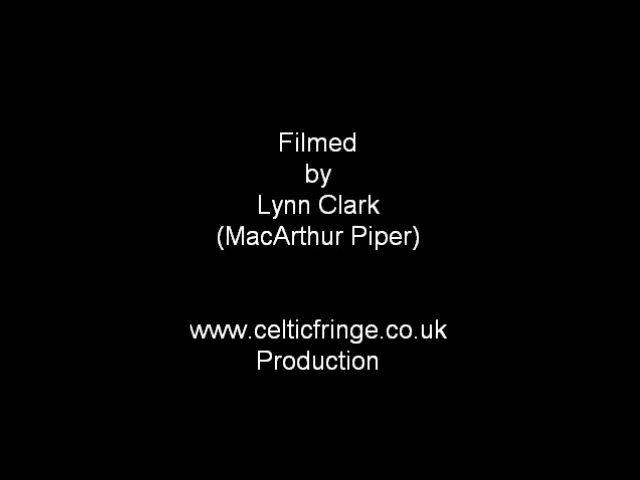 Filmed
by
Lynn Clark
(MacArthur Piper)
www.celticfringe.co.uk
Production